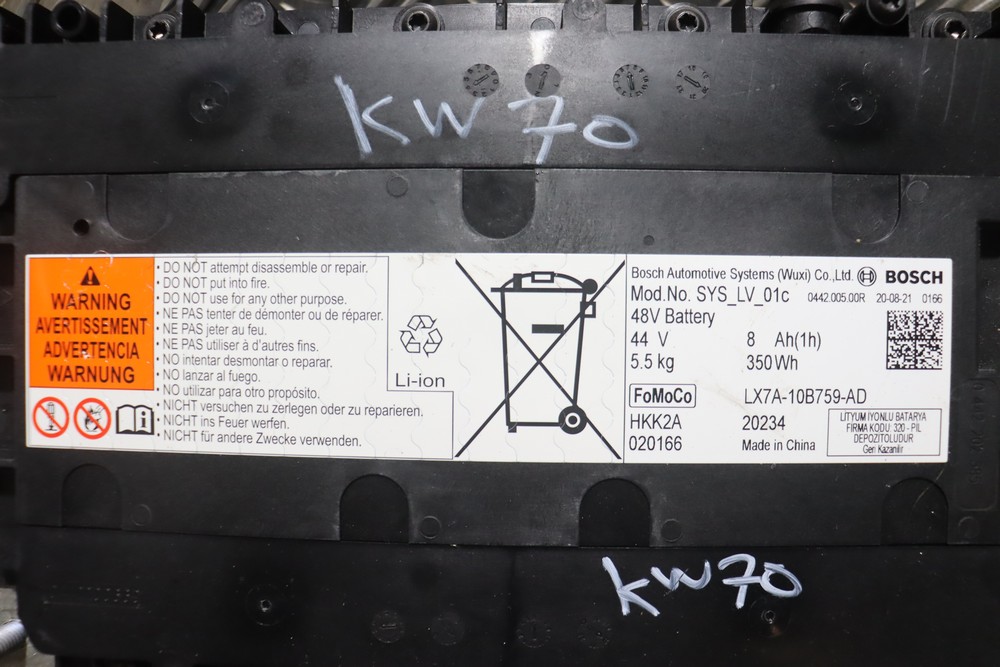 KW70
WARNING
AVERTISSEMENT
ADVERTENCIA
WARNUNG
• DO NOT attempt disassemble or repair.
• DO NOT put into fire.
• DO NOT use for any other purpose.
• NE PAS tenter de démonter ou de réparer.
• NE PAS jeter au feu.
• NE PAS utiliser à d'autres fins.
• NO intentar desmontar o reparar.
• NO lanzar al fuego.
• NO utilizar para otro propósito.
• NICHT versuchen zu zerlegen oder zu reparieren.
• NICHT ins Feuer werfen.
• NICHT für andere Zwecke verwenden.
Li-ion
Bosch Automotive Systems (Wuxi) Co.,Ltd. BOSCH
Mod.No. SYS_LV_01c 0442.005.00R 20-08-21 0166
48V Battery
44 V 8 Ah(1h)
5.5 kg 350Wh
FoMoCo LX7A-10B759-AD
HKK2A 20234
020166 Made in China
LITYUM IYONLU BATARYA
FIRMA KODU: 320 - PIL
DEPOZITOLUDUR
Geri Kazanilir
KW70